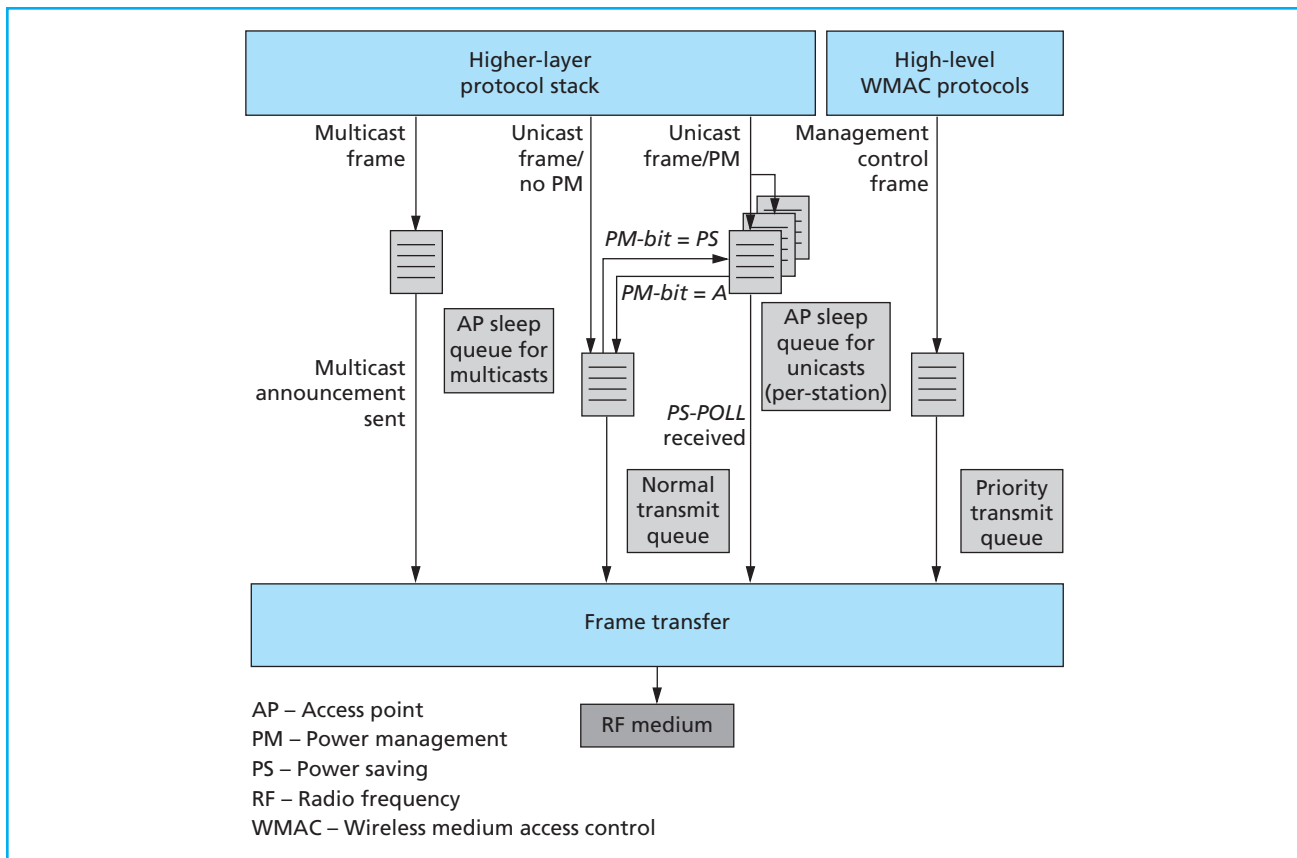 Higher-layer
protocol stack
High-level
WMAC protocols
Multicast
frame
Unicast
frame/
no PM
Unicast
frame/PM
Management
control
frame
PM-bit = PS
PM-bit = A
AP sleep
queue for
multicasts
AP sleep
queue for
unicasts
(per-station)
Multicast
announcement
sent
PS-POLL
received
Normal
transmit
queue
Priority
transmit
queue
Frame transfer
RF medium
AP – Access point
PM – Power management
PS – Power saving
RF – Radio frequency
WMAC – Wireless medium access control